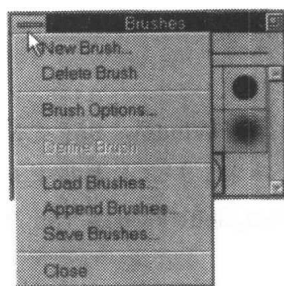 Brushes
New Brush...
Delete Brush
Brush Options...
Define Brush
Load Brushes...
Append Brushes...
Save Brushes...
Close